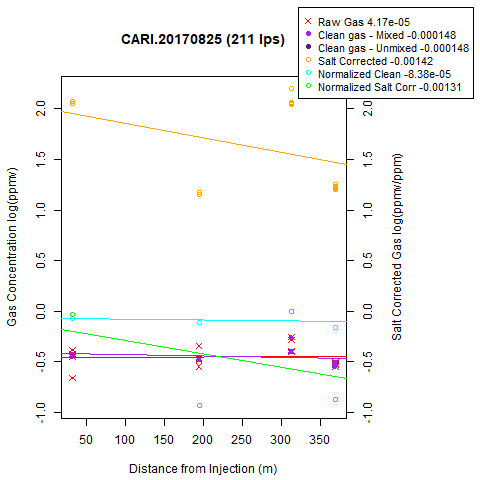 CARI.20170825 (211 lps)
Raw Gas 4.17e-05
Clean gas - Mixed -0.000148
Clean gas - Unmixed -0.000148
Salt Corrected -0.00142
Normalized Clean -8.38e-05
Normalized Salt Corr -0.00131
Gas Concentration log(ppmv)
2.0
1.5
1.0
0.5
0.0
-0.5
-1.0
2.0
1.5
1.0
0.5
0.0
-0.5
-1.0
Salt Corrected Gas log(ppmv/ppm)
50 100 150 200 250 300 350
Distance from Injection (m)